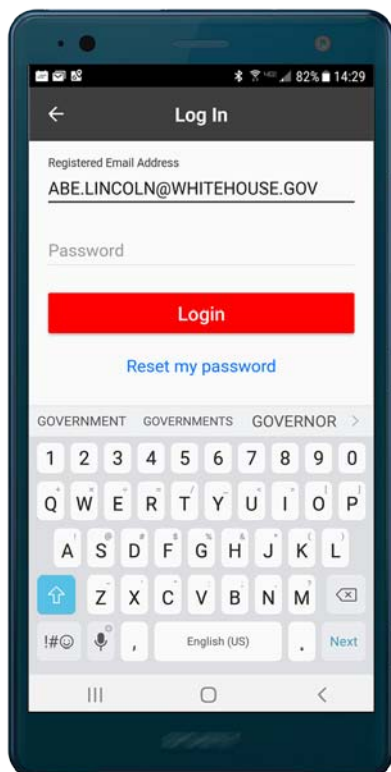 82% 14:29
Log In
Registered Email Address
ABE.LINCOLN@WHITEHOUSE.GOV
Password
Login
Reset my password
GOVERNMENT GOVERNMENTS GOVERNOR
1 2 3 4 5 6 7 8 9 0
Q W E R T Y U I O P
A S D F G H J K L
Z X C V B N M
!#☺ , English (US) . Next